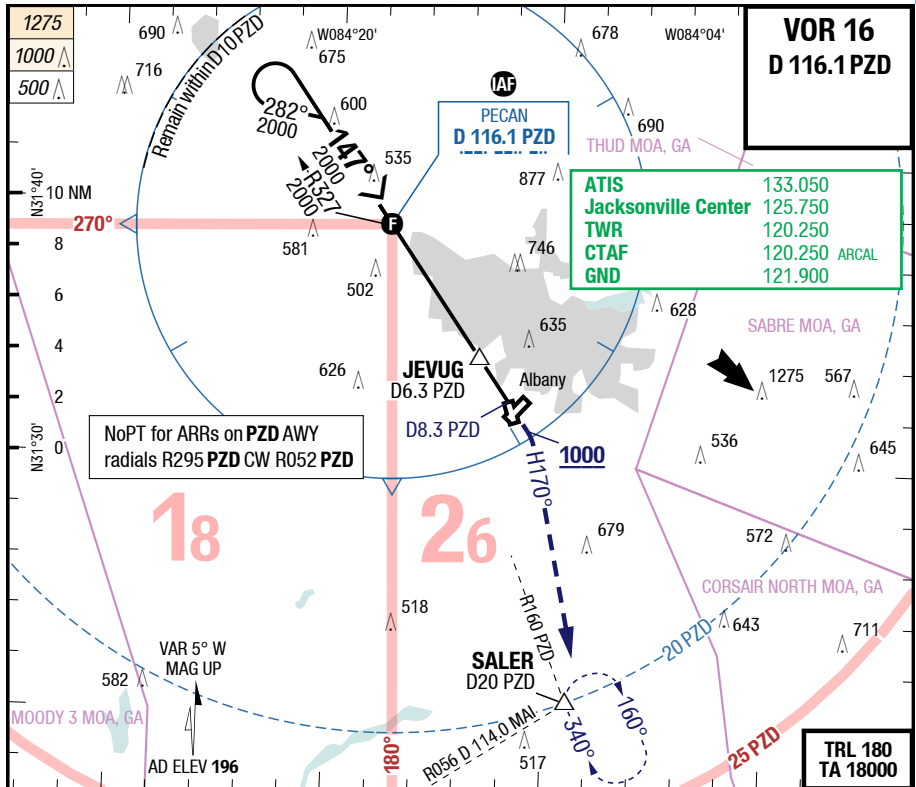 1275
1000
500
690
W084°20'
675
678
W084°04'
VOR 16
D 116.1 PZD
716
Remain within D10 PZD
282°
2000
600
147°
2000
535
R327
2000
IAF
PECAN
D 116.1 PZD
690
THUD MOA, GA
877
ATIS 133.050
Jacksonville Center 125.750
TWR 120.250
CTAF 120.250 ARCAL
GND 121.900
N31°40'
10 NM
8
6
4
2
0
N31°30'
270°
F
581
502
746
628
SABRE MOA, GA
635
626
JEVUG
D6.3 PZD
Albany
1275
567
D8.3 PZD
NoPT for ARRs on PZD AWY
radials R295 PZD CW R052 PZD
1000
H170°
536
645
18
26
679
572
CORSAIR NORTH MOA, GA
R160 PZD
518
643
711
20 PZD
VAR 5° W
MAG UP
582
SALER
D20 PZD
MOODY 3 MOA, GA
160°
340°
R056 D 114.0 MAI
517
25 PZD
180°
AD ELEV 196
TRL 180
TA 18000